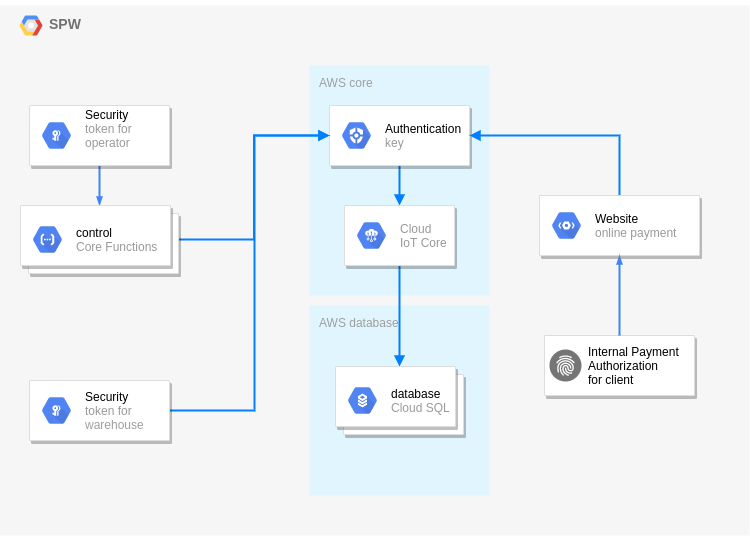 SPW
AWS core
Security
token for
operator
Authentication
key
control
Core Functions
Cloud
IoT Core
Website
online payment
AWS database
Internal Payment
Authorization
for client
Security
token for
warehouse
database
Cloud SQL